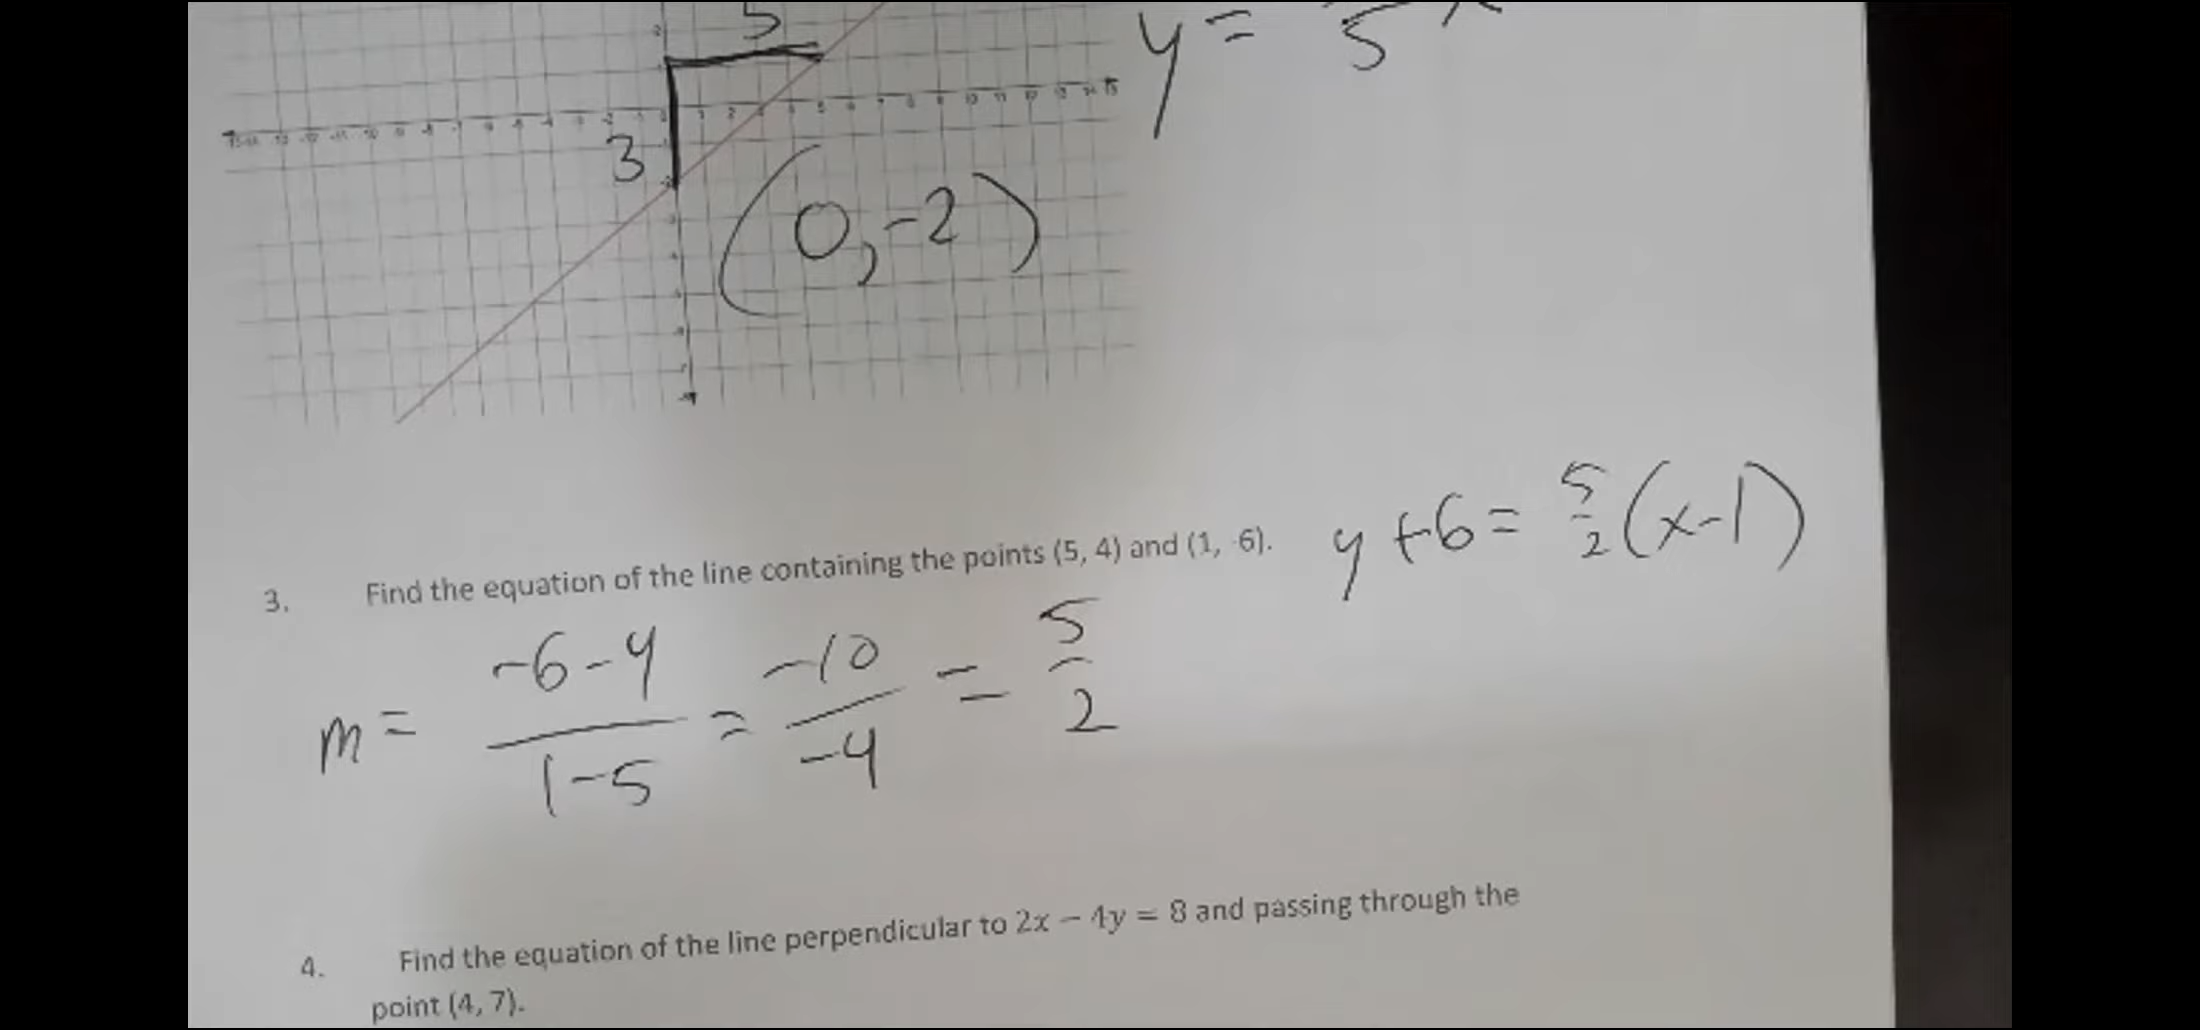 5
y = 5
3
(0, -2)
3. Find the equation of the line containing the points (5, 4) and (1, -6). y + 6 = 5/2 (x - 1)
m = -6 - 4 / 1 - 5 = -10 / -4 = 5 / 2
4. Find the equation of the line perpendicular to 2x - 4y = 8 and passing through the
point (4, 7).